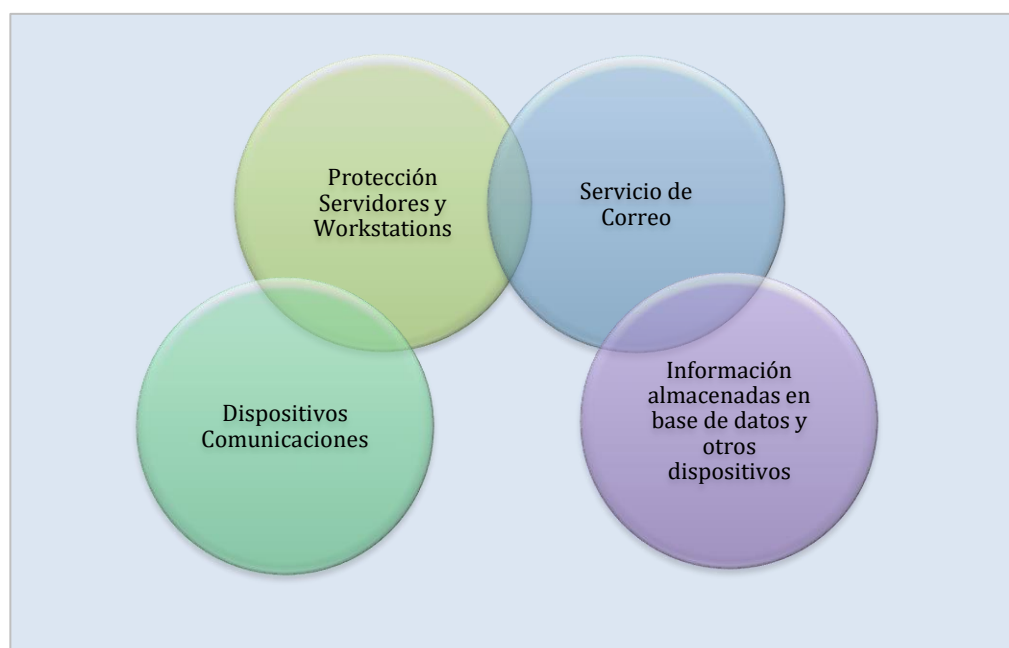 Protección
Servidores y
Workstations
Servicio de
Correo
Dispositivos
Comunicaciones
Información
almacenadas en
base de datos y
otros
dispositivos